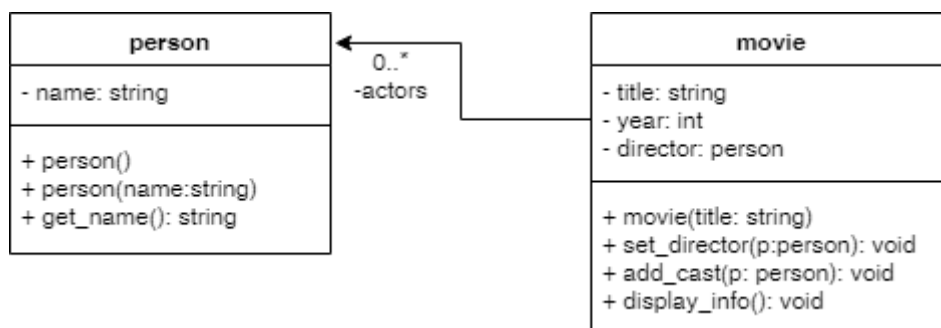 person
- name: string
+ person()
+ person(name:string)
+ get_name(): string
0..*
-actors
movie
- title: string
- year: int
- director: person
+ movie(title: string)
+ set_director(p:person): void
+ add_cast(p: person): void
+ display_info(): void